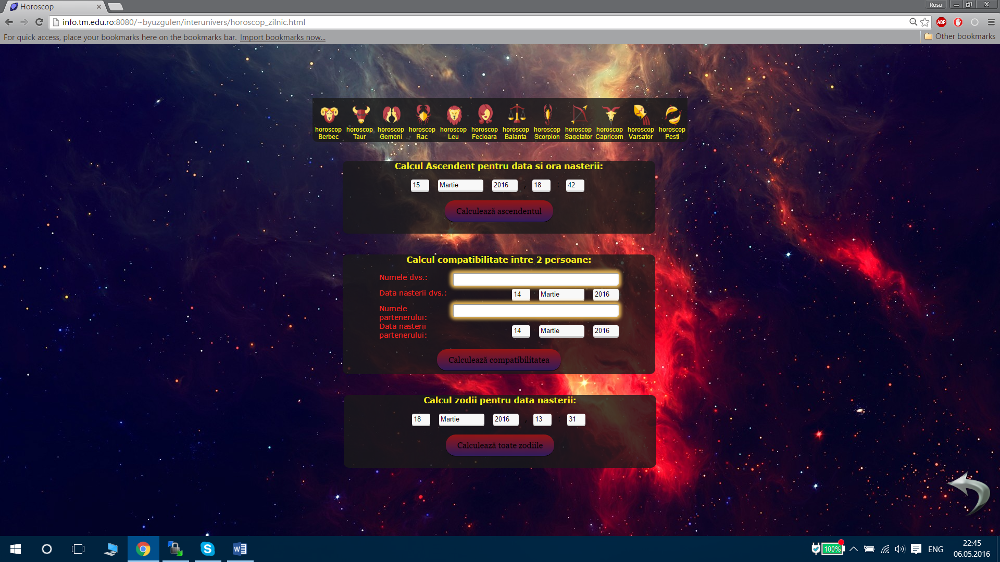 Horoscop
Rosu
info.tm.edu.ro:8080/~byuzgulen/interunivers/horoscop_zilnic.html
ABP
For quick access, place your bookmarks here on the bookmarks bar. Import bookmarks now...
Other bookmarks
horoscop Berbec
horoscop Taur
horoscop Gemeni
horoscop Rac
horoscop Leu
horoscop Fecioara
horoscop Balanta
horoscop Scorpion
horoscop Sagetator
horoscop Capricorn
horoscop Varsator
horoscop Pesti
Calcul Ascendent pentru data si ora nasterii:
15 Martie 2016 , 18 : 42
Calculează ascendentul
Calcul compatibilitate intre 2 persoane:
Numele dvs.:
Data nasterii dvs.: 14 Martie 2016
Numele
partenerului:
Data nasterii
partenerului: 14 Martie 2016
Calculează compatibilitatea
Calcul zodii pentru data nasterii:
18 Martie 2016 , 13 : 31
Calculează toate zodiile
100%
ENG
22:45
06.05.2016